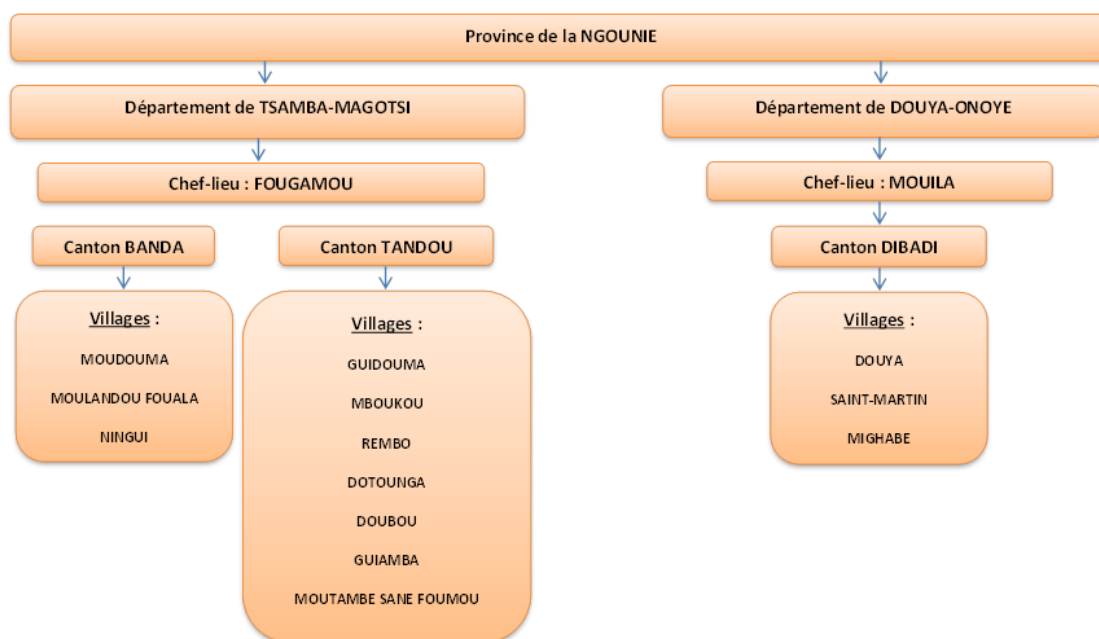 Province de la NGOUNIE
Département de TSAMBA-MAGOTSI
Chef-lieu : FOUGAMOU
Canton BANDA
Villages :
MOUDOUMA
MOULANDOU FOUALA
NINGUI
Canton TANDOU
Villages :
GUIDOUMA
MBOUKOU
REMBO
DOTOUNGA
DOUBOU
GUIAMBA
MOUTAMBE SANE FOUMOU
Département de DOUYA-ONOYE
Chef-lieu : MOUILA
Canton DIBADI
Villages :
DOUYA
SAINT-MARTIN
MIGHABE